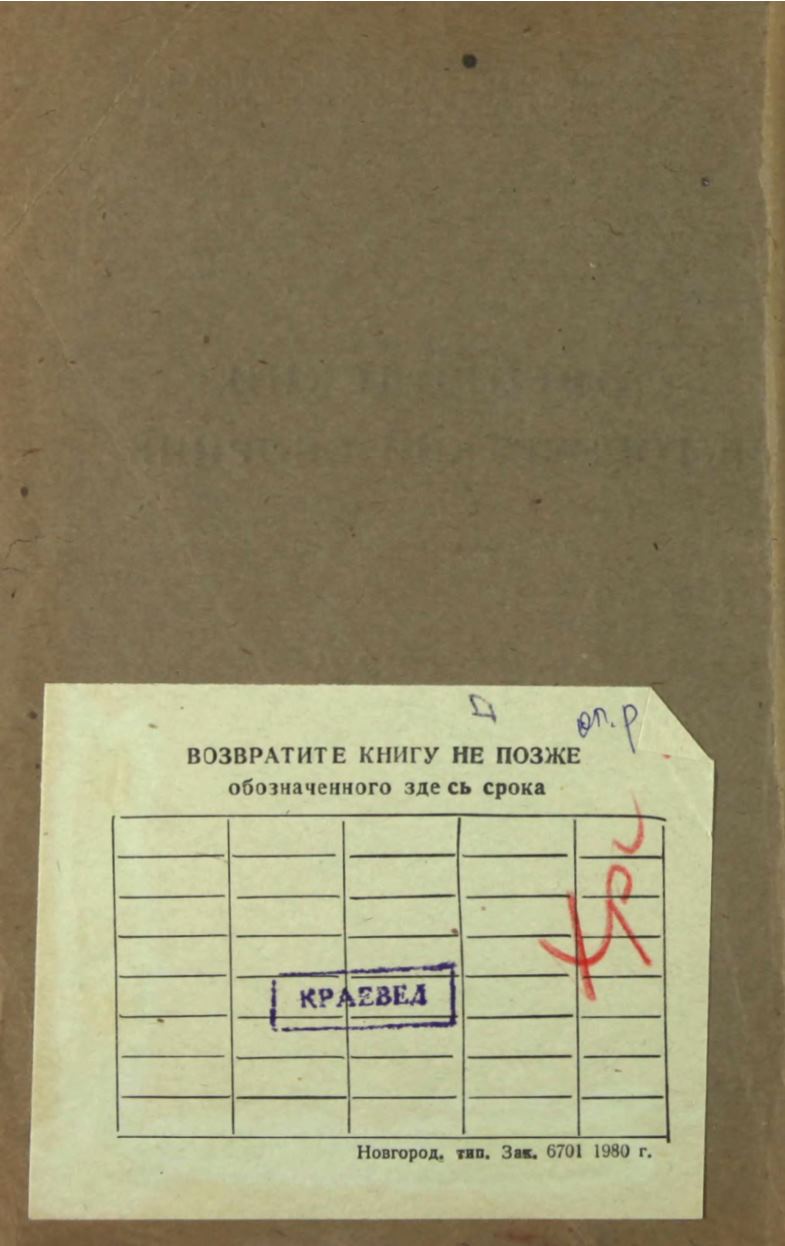 оп. р
ВОЗВРАТИТЕ КНИГУ НЕ ПОЗЖЕ
обозначенного здесь срока
КРАЕВЕД
Новгород, тип. Зак. 6701 1980 г.